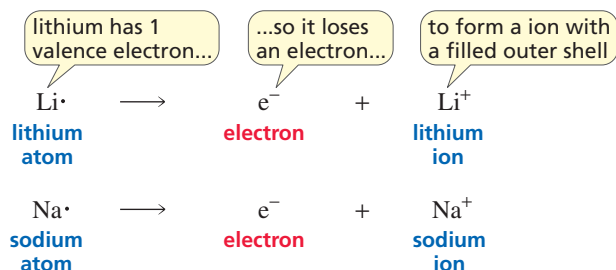 lithium has 1
valence electron...
...so it loses
an electron...
to form a ion with
a filled outer shell
Li· ⟶ e⁻ + Li⁺
lithium atom
electron
lithium ion
Na· ⟶ e⁻ + Na⁺
sodium atom
electron
sodium ion